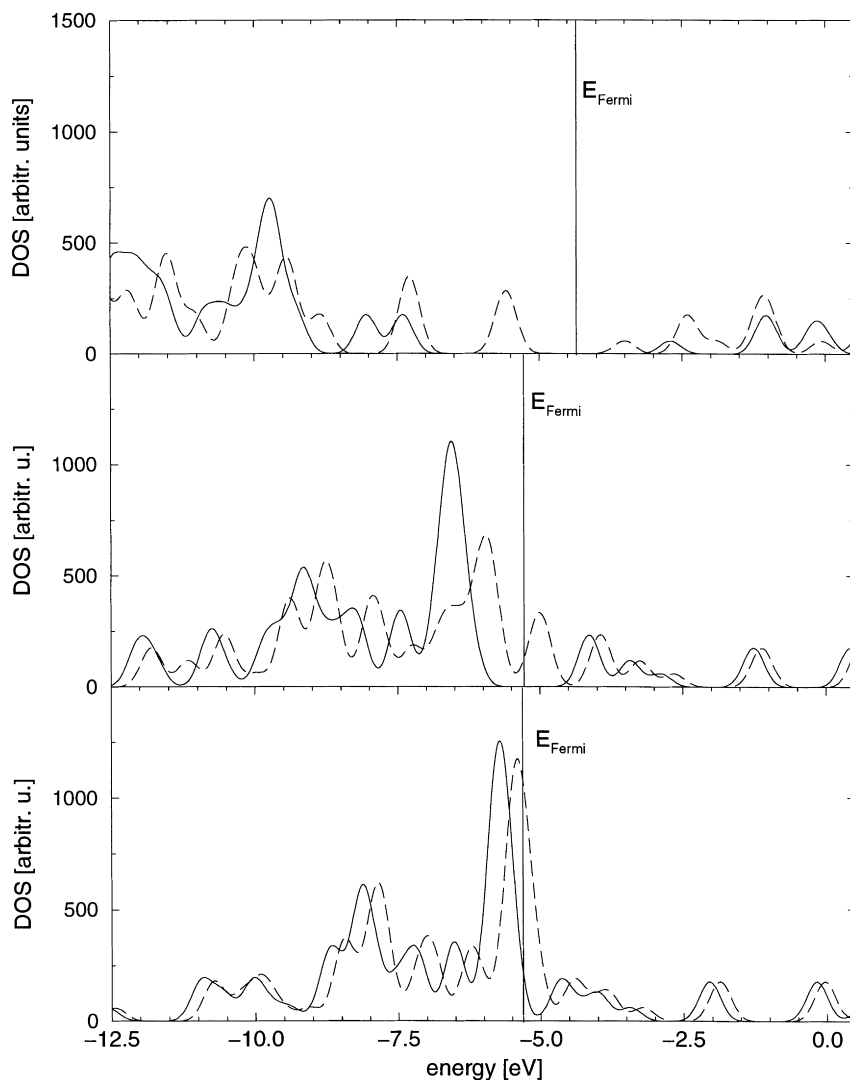 1500
E_Fermi
1000
DOS [arbitr. units]
500
0
E_Fermi
1000
DOS [arbitr. u.]
500
0
E_Fermi
1000
DOS [arbitr. u.]
500
0
−12.5 −10.0 −7.5 −5.0 −2.5 0.0
energy [eV]